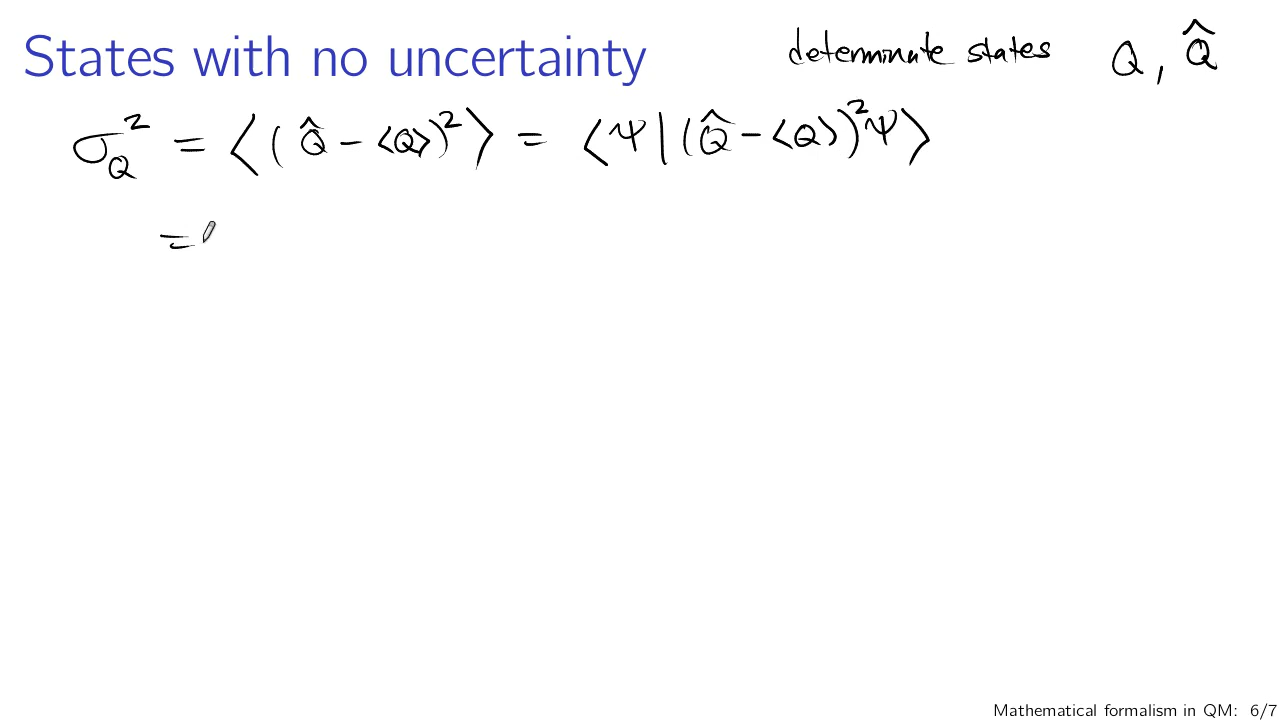 States with no uncertainty
determinate states Q, Q̂
σ_Q² = ⟨(Q̂ − ⟨Q⟩)²⟩ = ⟨Ψ|(Q̂ − ⟨Q⟩)²Ψ⟩
=
Mathematical formalism in QM: 6/7